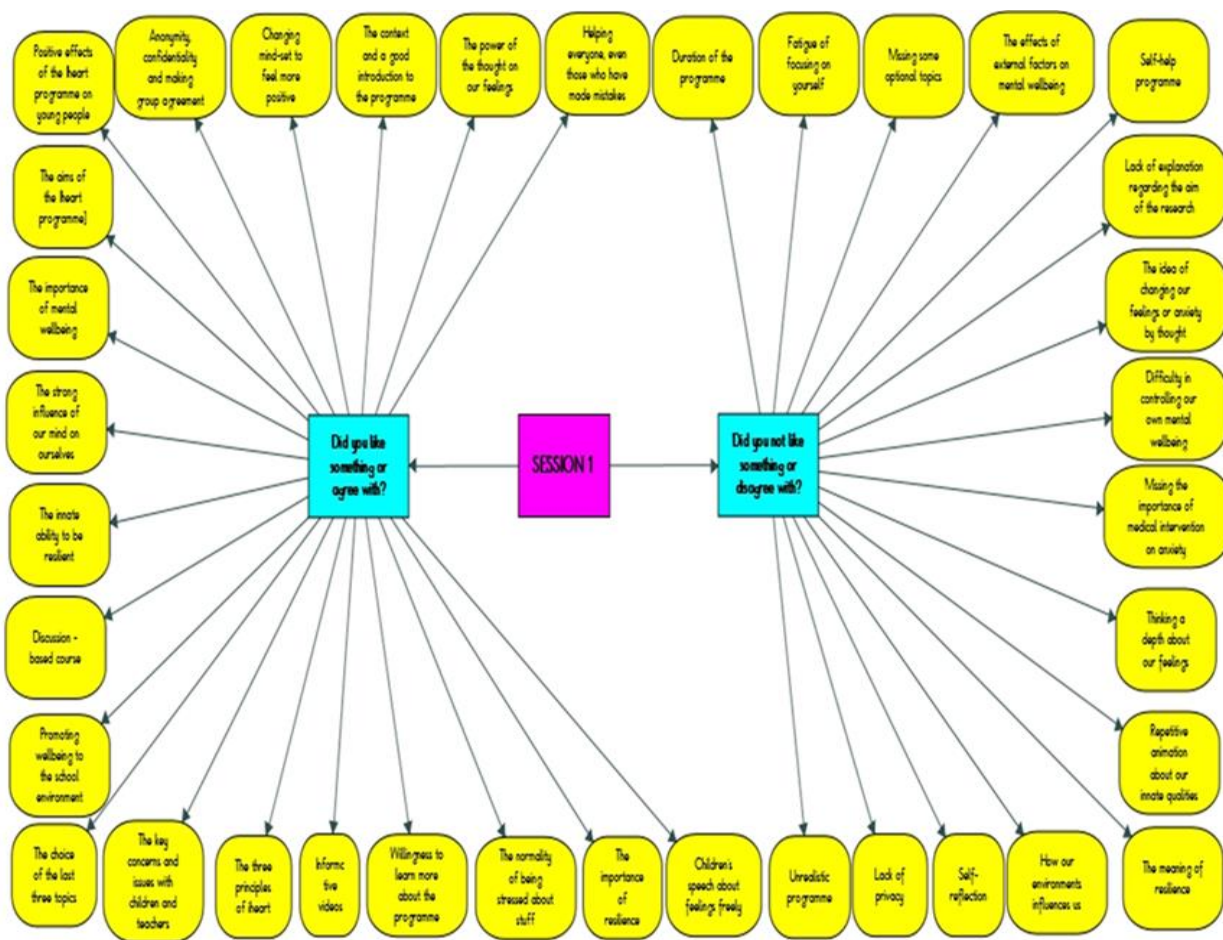 Positive effects
of the iheart
programme on
young people
Anonymity,
confidentiality
and making
group agreement
Changing
mind-set to
feel more
positive
The context
and a good
introduction to
the programme
The power of
the thought on
our feelings
Helping
everyone, even
those who have
made mistakes
Duration of the
programme
Fatigue of
focusing on
yourself
Missing some
optional topics
The effects of
external factors on
mental wellbeing
Self-help
programme
The aims of
the iheart
programme]
Lack of explanation
regarding the aim
of the research
The importance
of mental
wellbeing
The idea of
changing our
feelings or anxiety
by thought
The strong
influence of
our mind on
ourselves
Difficulty in
controlling our
own mental
wellbeing
Did you like
something or
agree with?
SESSION 1
Did you not like
something or
disagree with?
The innate
ability to be
resilient
Missing the
importance of
medical intervention
on anxiety
Discussion -
based course
Thinking a
depth about
our feelings
Promoting
wellbeing to
the school
environment
Repetitive
animation
about our
innate qualities
The choice
of the last
three topics
The key
concerns and
issues with
children and
teachers
The three
principles
of iheart
Informc
tive
videos
Willingness to
learn more
about the
programme
The normality
of being
stressed about
stuff
The
importance
of
resilience
Children's
speech about
feelings freely
Unrealistic
programme
Lack of
privacy
Self-
reflection
How our
environments
influences us
The meaning of
resilience